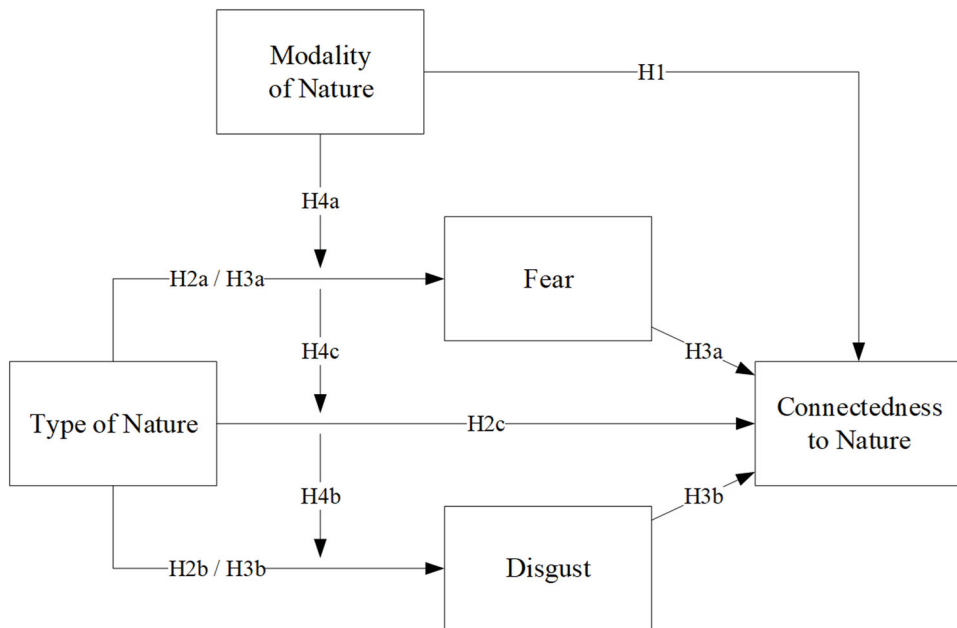 Modality
of Nature
H1
H4a
H2a / H3a
Fear
H4c
H3a
Type of Nature
H2c
Connectedness
to Nature
H4b
H3b
H2b / H3b
Disgust